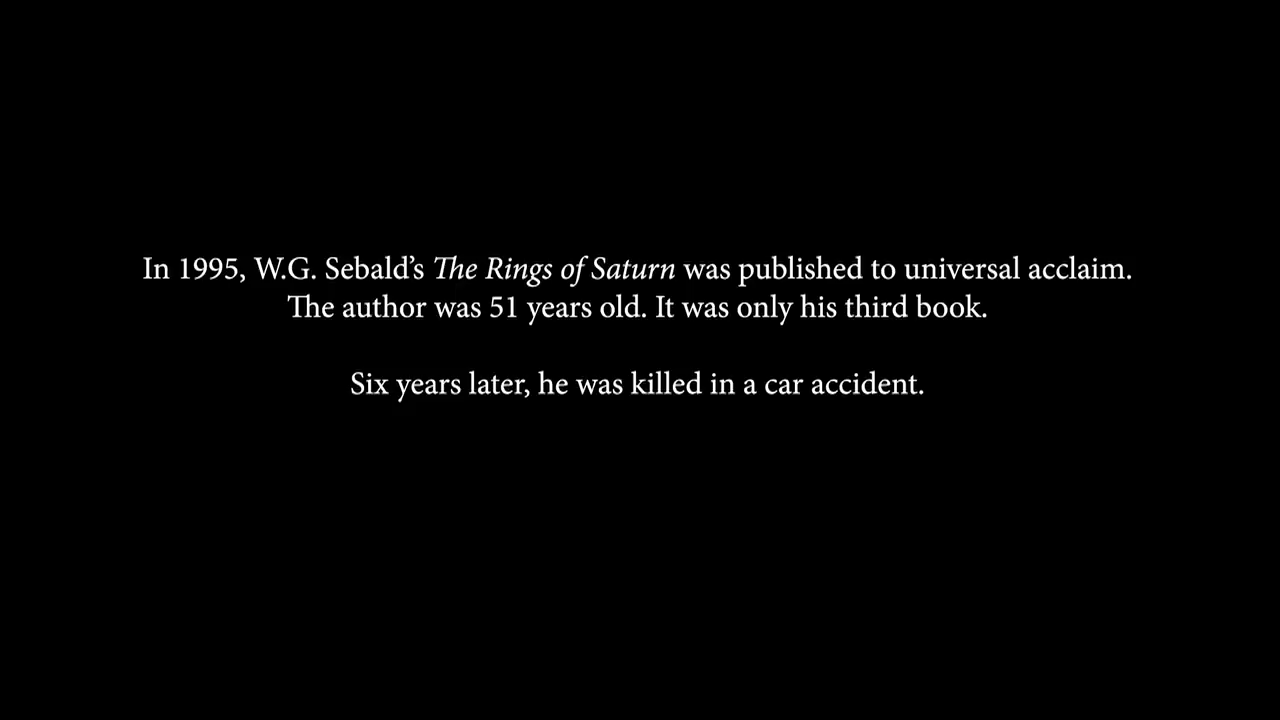 In 1995, W.G. Sebald’s The Rings of Saturn was published to universal acclaim.
The author was 51 years old. It was only his third book.
Six years later, he was killed in a car accident.